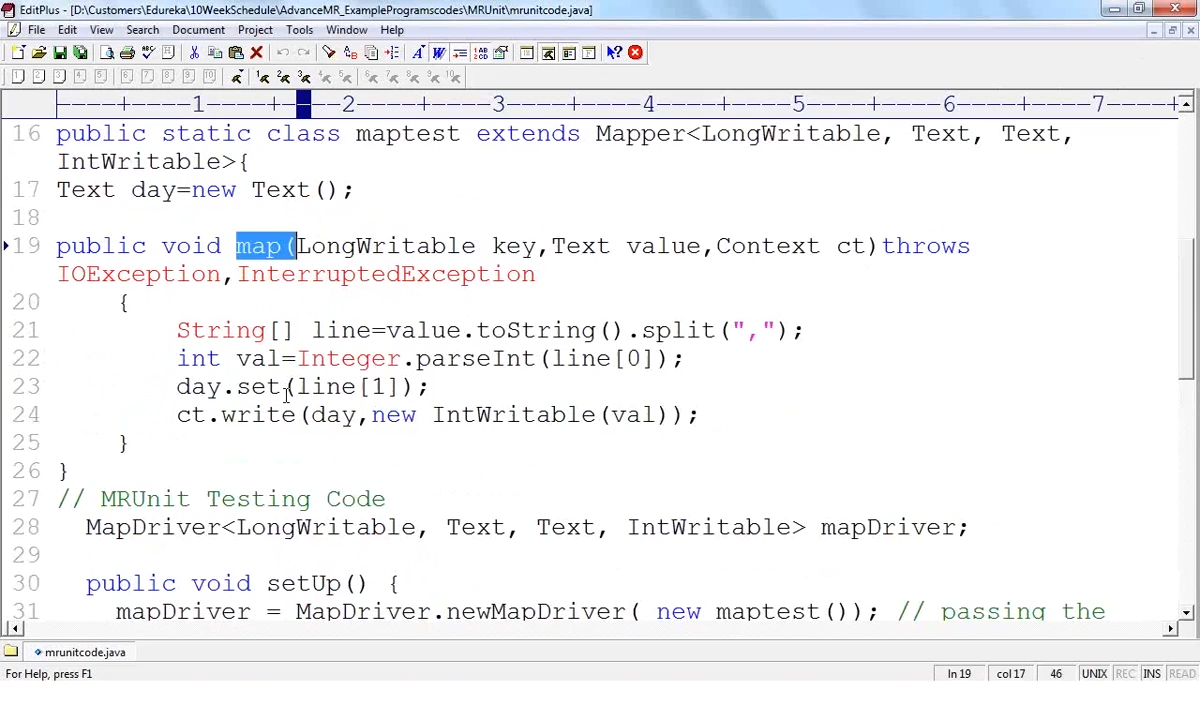 EditPlus - [D:\Customers\Edureka\10WeekSchedule\AdvanceMR_ExampleProgramscodes\MRUnit\mrunitcode.java]
File Edit View Search Document Project Tools Window Help
----+----1----+----2----+----3----+----4----+----5----+----6----+----7----+
16 public static class maptest extends Mapper<LongWritable, Text, Text,
IntWritable>{
17 Text day=new Text();
18
19 public void map(LongWritable key,Text value,Context ct)throws
IOException,InterruptedException
20 {
21 String[] line=value.toString().split(",");
22 int val=Integer.parseInt(line[0]);
23 day.set(line[1]);
24 ct.write(day,new IntWritable(val));
25 }
26 }
27 // MRUnit Testing Code
28 MapDriver<LongWritable, Text, Text, IntWritable> mapDriver;
29
30 public void setUp() {
31 mapDriver = MapDriver.newMapDriver( new maptest()); // passing the
mrunitcode.java
For Help, press F1 ln 19 col 17 46 UNIX REC INS READ